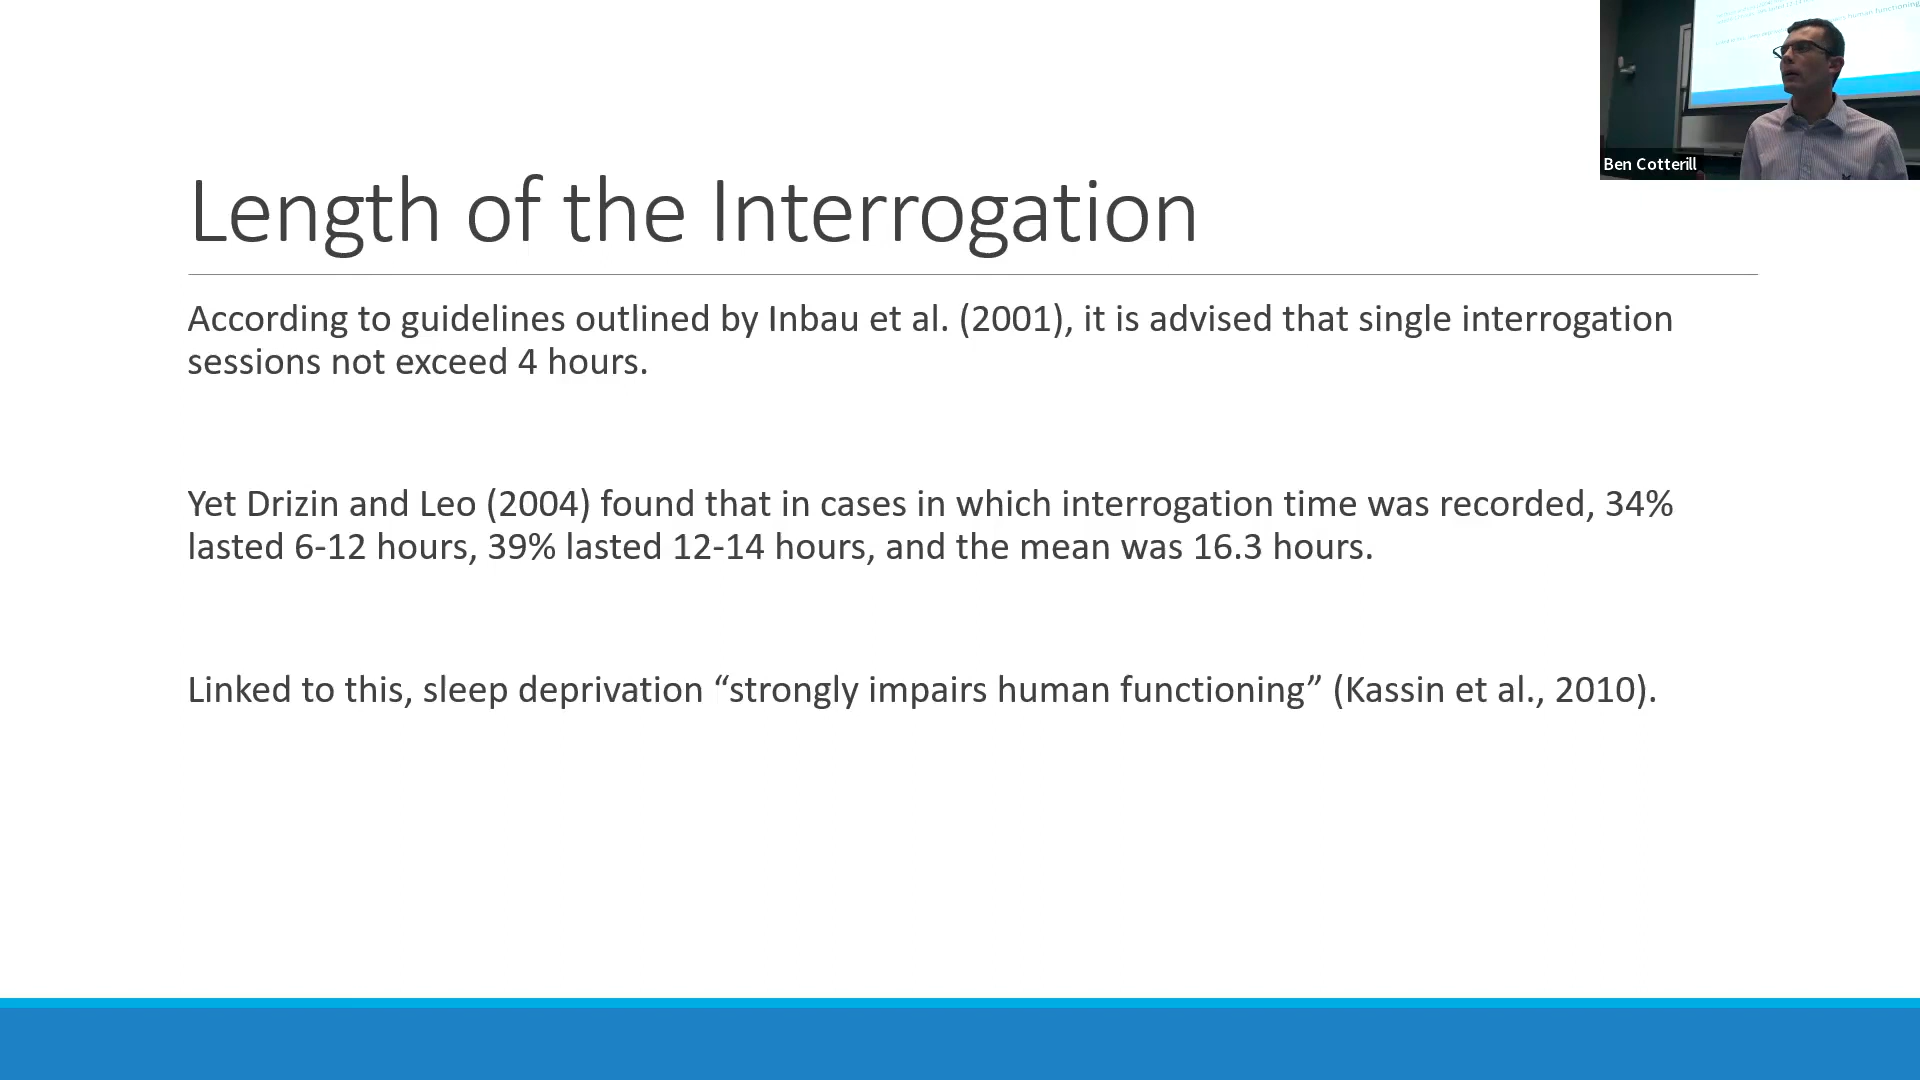 Length of the Interrogation
According to guidelines outlined by Inbau et al. (2001), it is advised that single interrogation
sessions not exceed 4 hours.
Yet Drizin and Leo (2004) found that in cases in which interrogation time was recorded, 34%
lasted 6-12 hours, 39% lasted 12-14 hours, and the mean was 16.3 hours.
Linked to this, sleep deprivation “strongly impairs human functioning” (Kassin et al., 2010).
Ben Cotterill